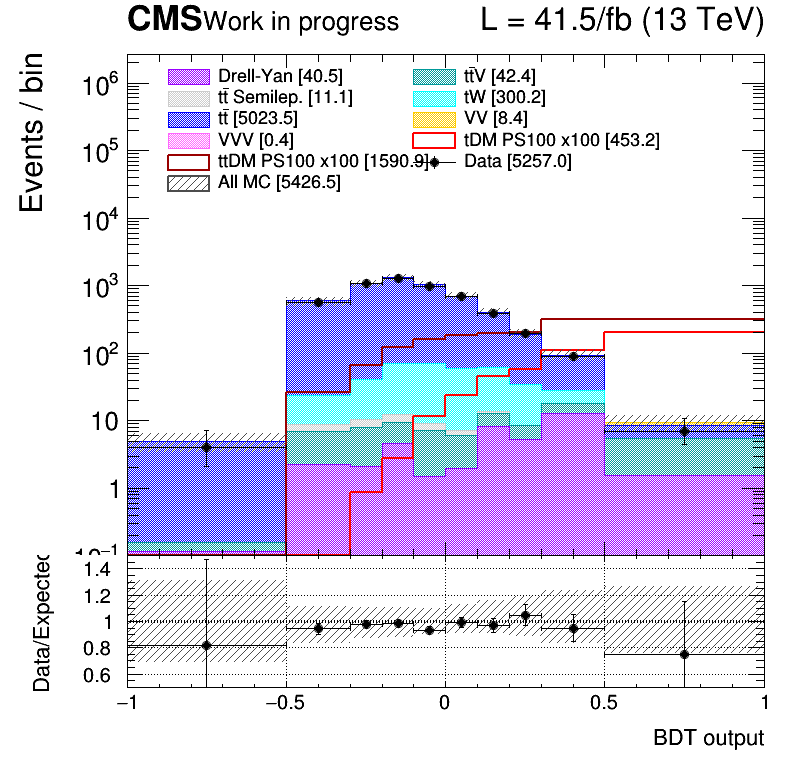 CMS Work in progress L = 41.5/fb (13 TeV)
Events / bin
Drell-Yan [40.5] tt̄V [42.4]
tt̄ Semilep. [11.1] tW [300.2]
tt̄ [5023.5] VV [8.4]
VVV [0.4] tDM PS100 x100 [453.2]
ttDM PS100 x100 [1590.9] Data [5257.0]
All MC [5426.5]
10⁶
10⁵
10⁴
10³
10²
10
1
10⁻¹
Data/Expected
1.4
1.2
1
0.8
0.6
−1 −0.5 0 0.5 1
BDT output